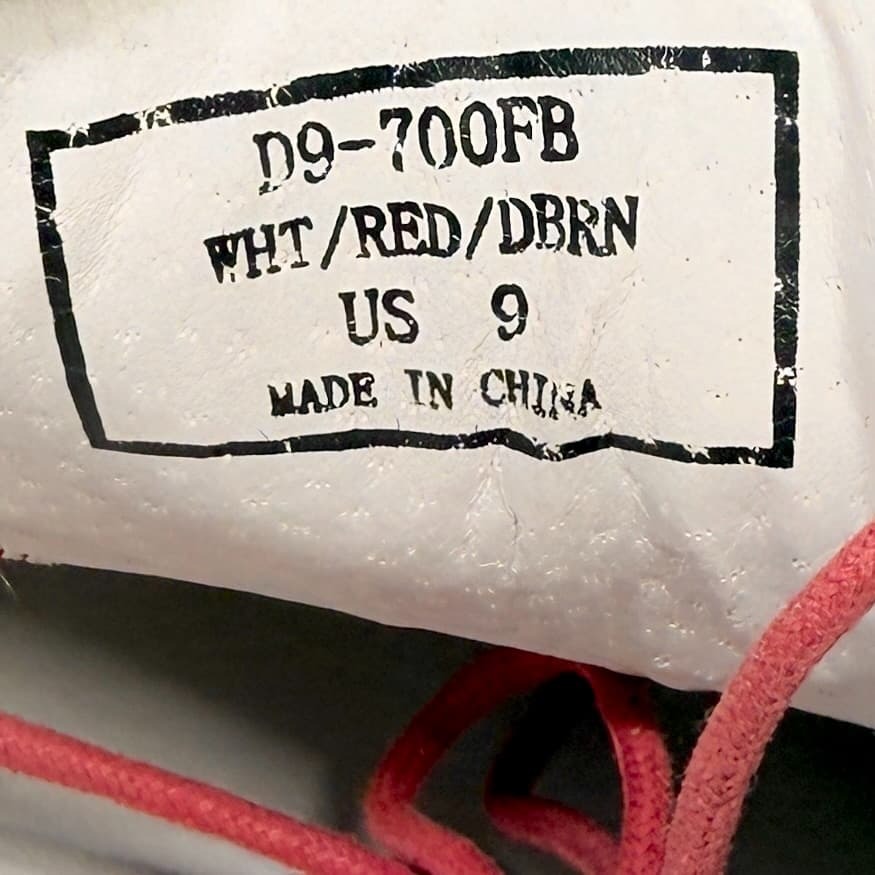 D9-700FB
WHT/RED/DBRN
US 9
MADE IN CHINA